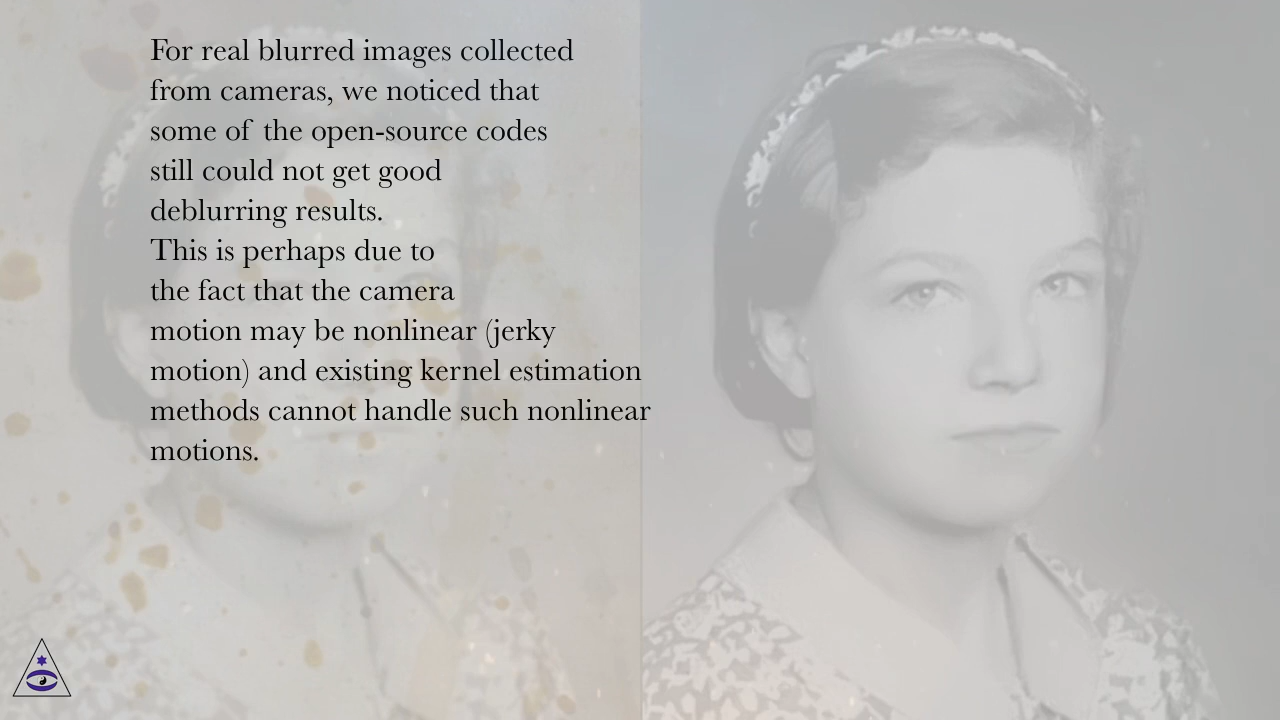 For real blurred images collected
from cameras, we noticed that
some of the open-source codes
still could not get good
deblurring results.
This is perhaps due to
the fact that the camera
motion may be nonlinear (jerky
motion) and existing kernel estimation
methods cannot handle such nonlinear
motions.